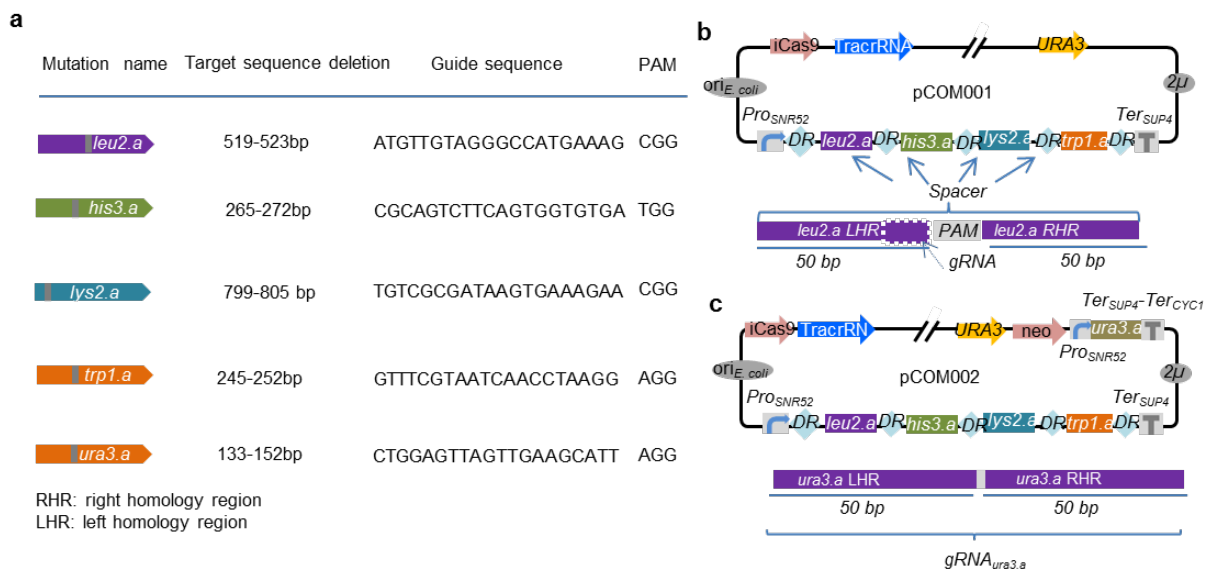 a
Mutation name Target sequence deletion Guide sequence PAM
leu2.a 519-523bp ATGTTGTAGGGCCATGAAAG CGG
his3.a 265-272bp CGCAGTCTTCAGTGGTGTGA TGG
lys2.a 799-805 bp TGTCGCGATAAGTGAAAGAA CGG
trp1.a 245-252bp GTTTCGTAATCAACCTAAGG AGG
ura3.a 133-152bp CTGGAGTTAGTTGAAGCATT AGG
RHR: right homology region
LHR: left homology region
b
iCas9 TracrRNA URA3
oriE. coli pCOM001 2µ
ProSNR52 TerSUP4
DR leu2.a DR his3.a DR lys2.a DR trp1.a DR T
Spacer
leu2.a LHR PAM leu2.a RHR
50 bp gRNA 50 bp
c
TerSUP4-TerCYC1
iCas9 TracrRN URA3 neo ura3.a T
ProSNR52
oriE. coli pCOM002 2µ
ProSNR52 TerSUP4
DR leu2.a DR his3.a DR lys2.a DR trp1.a DR T
ura3.a LHR ura3.a RHR
50 bp 50 bp
gRNAura3.a